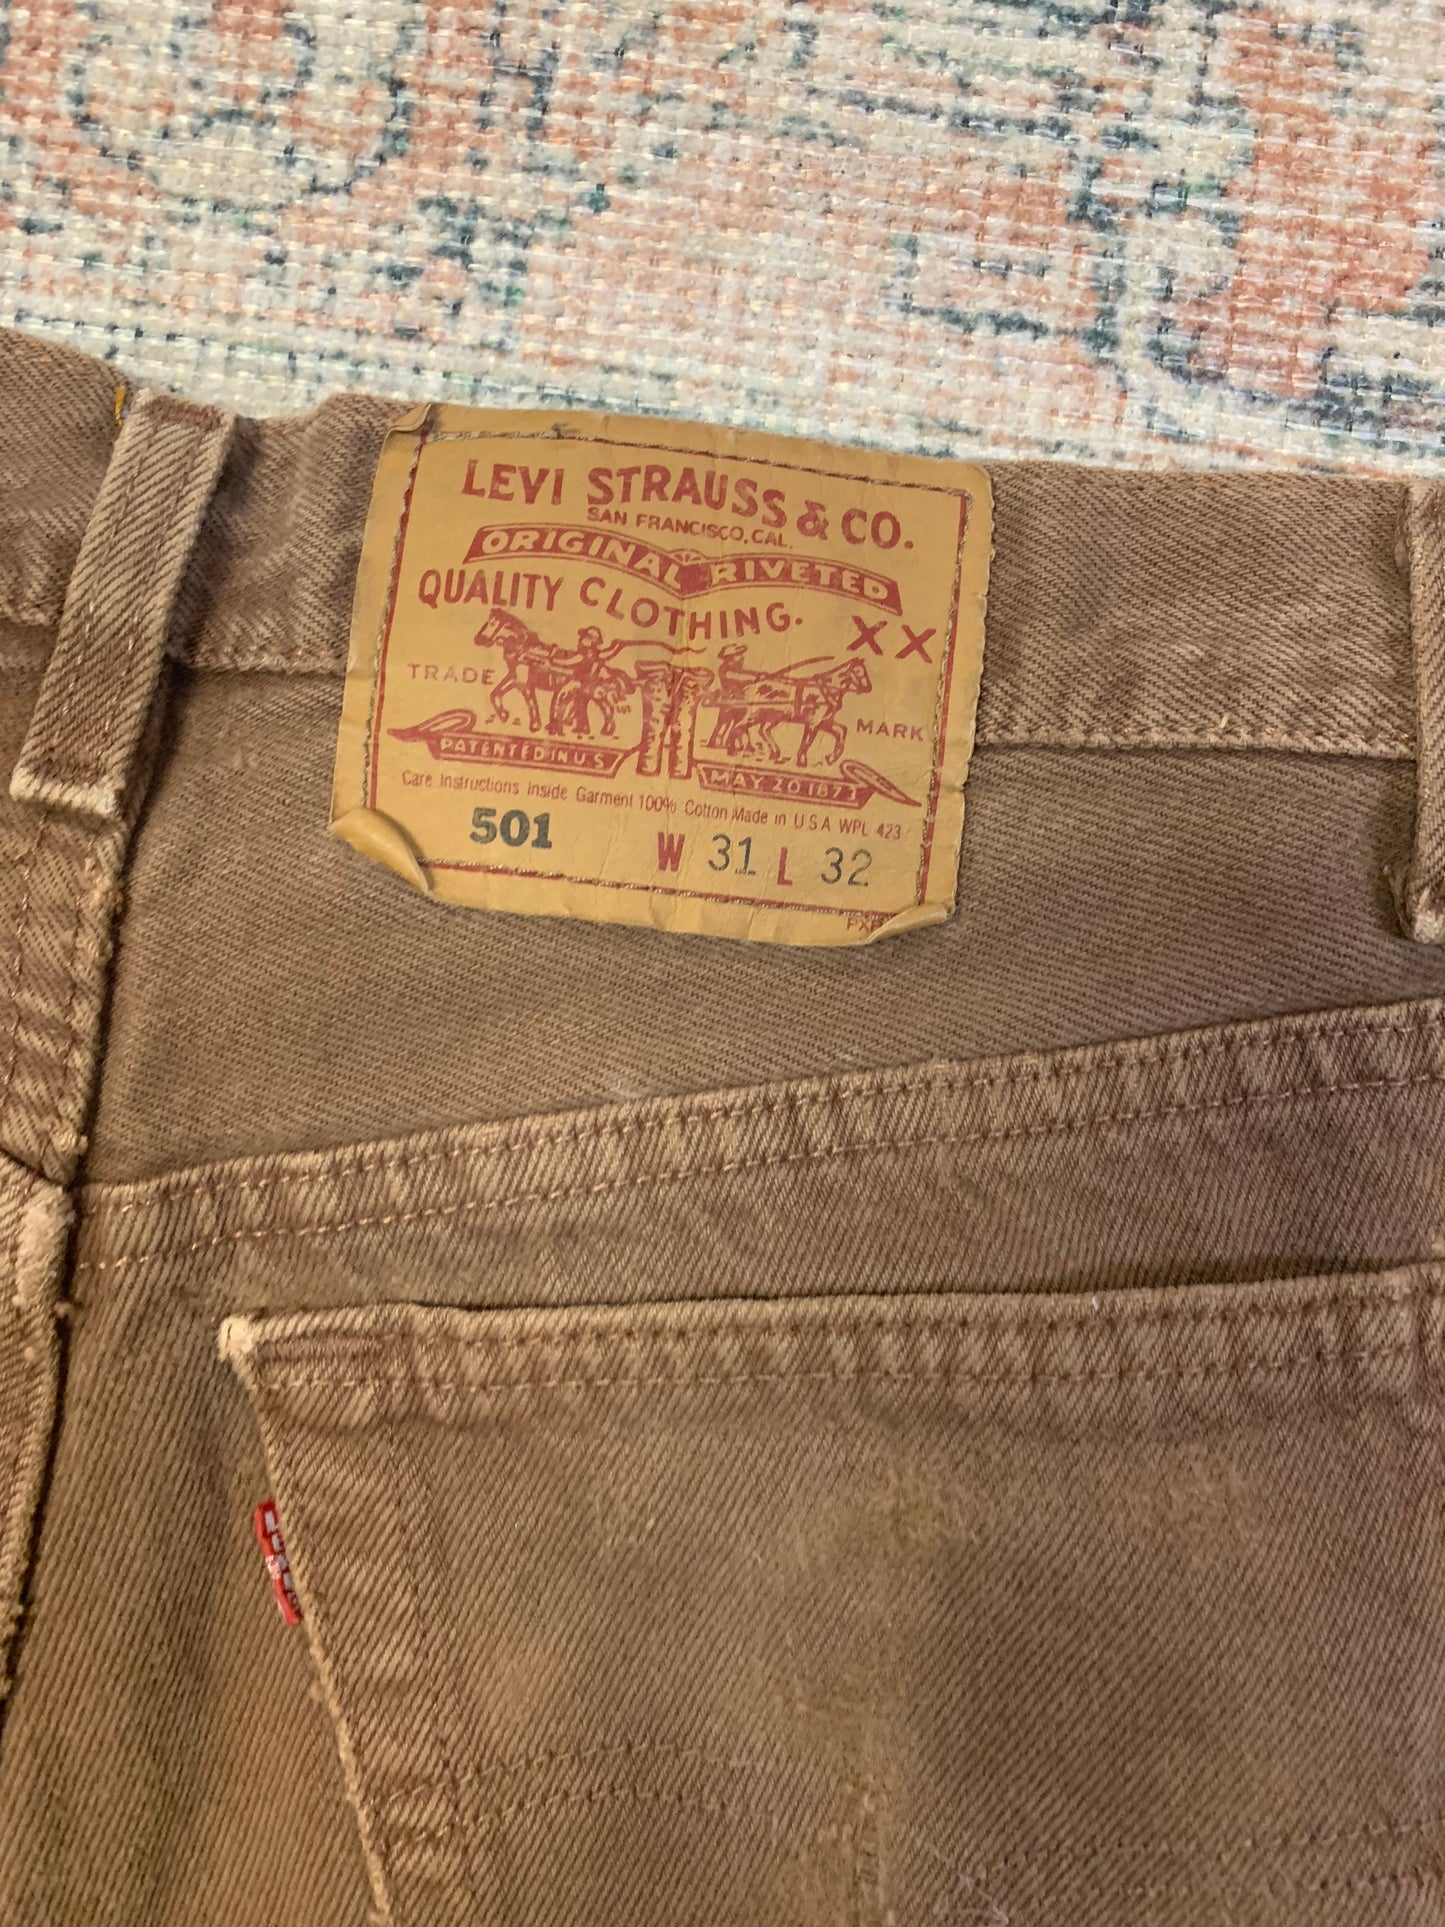 LEVI STRAUSS & CO.
SAN FRANCISCO, CAL.
ORIGINAL RIVETED
QUALITY CLOTHING.
XX
TRADE MARK
PATENTED IN U.S. MAY 20 1873
Care Instructions Inside Garment 100% Cotton Made in U S A WPL 423
501 W 31 L 32